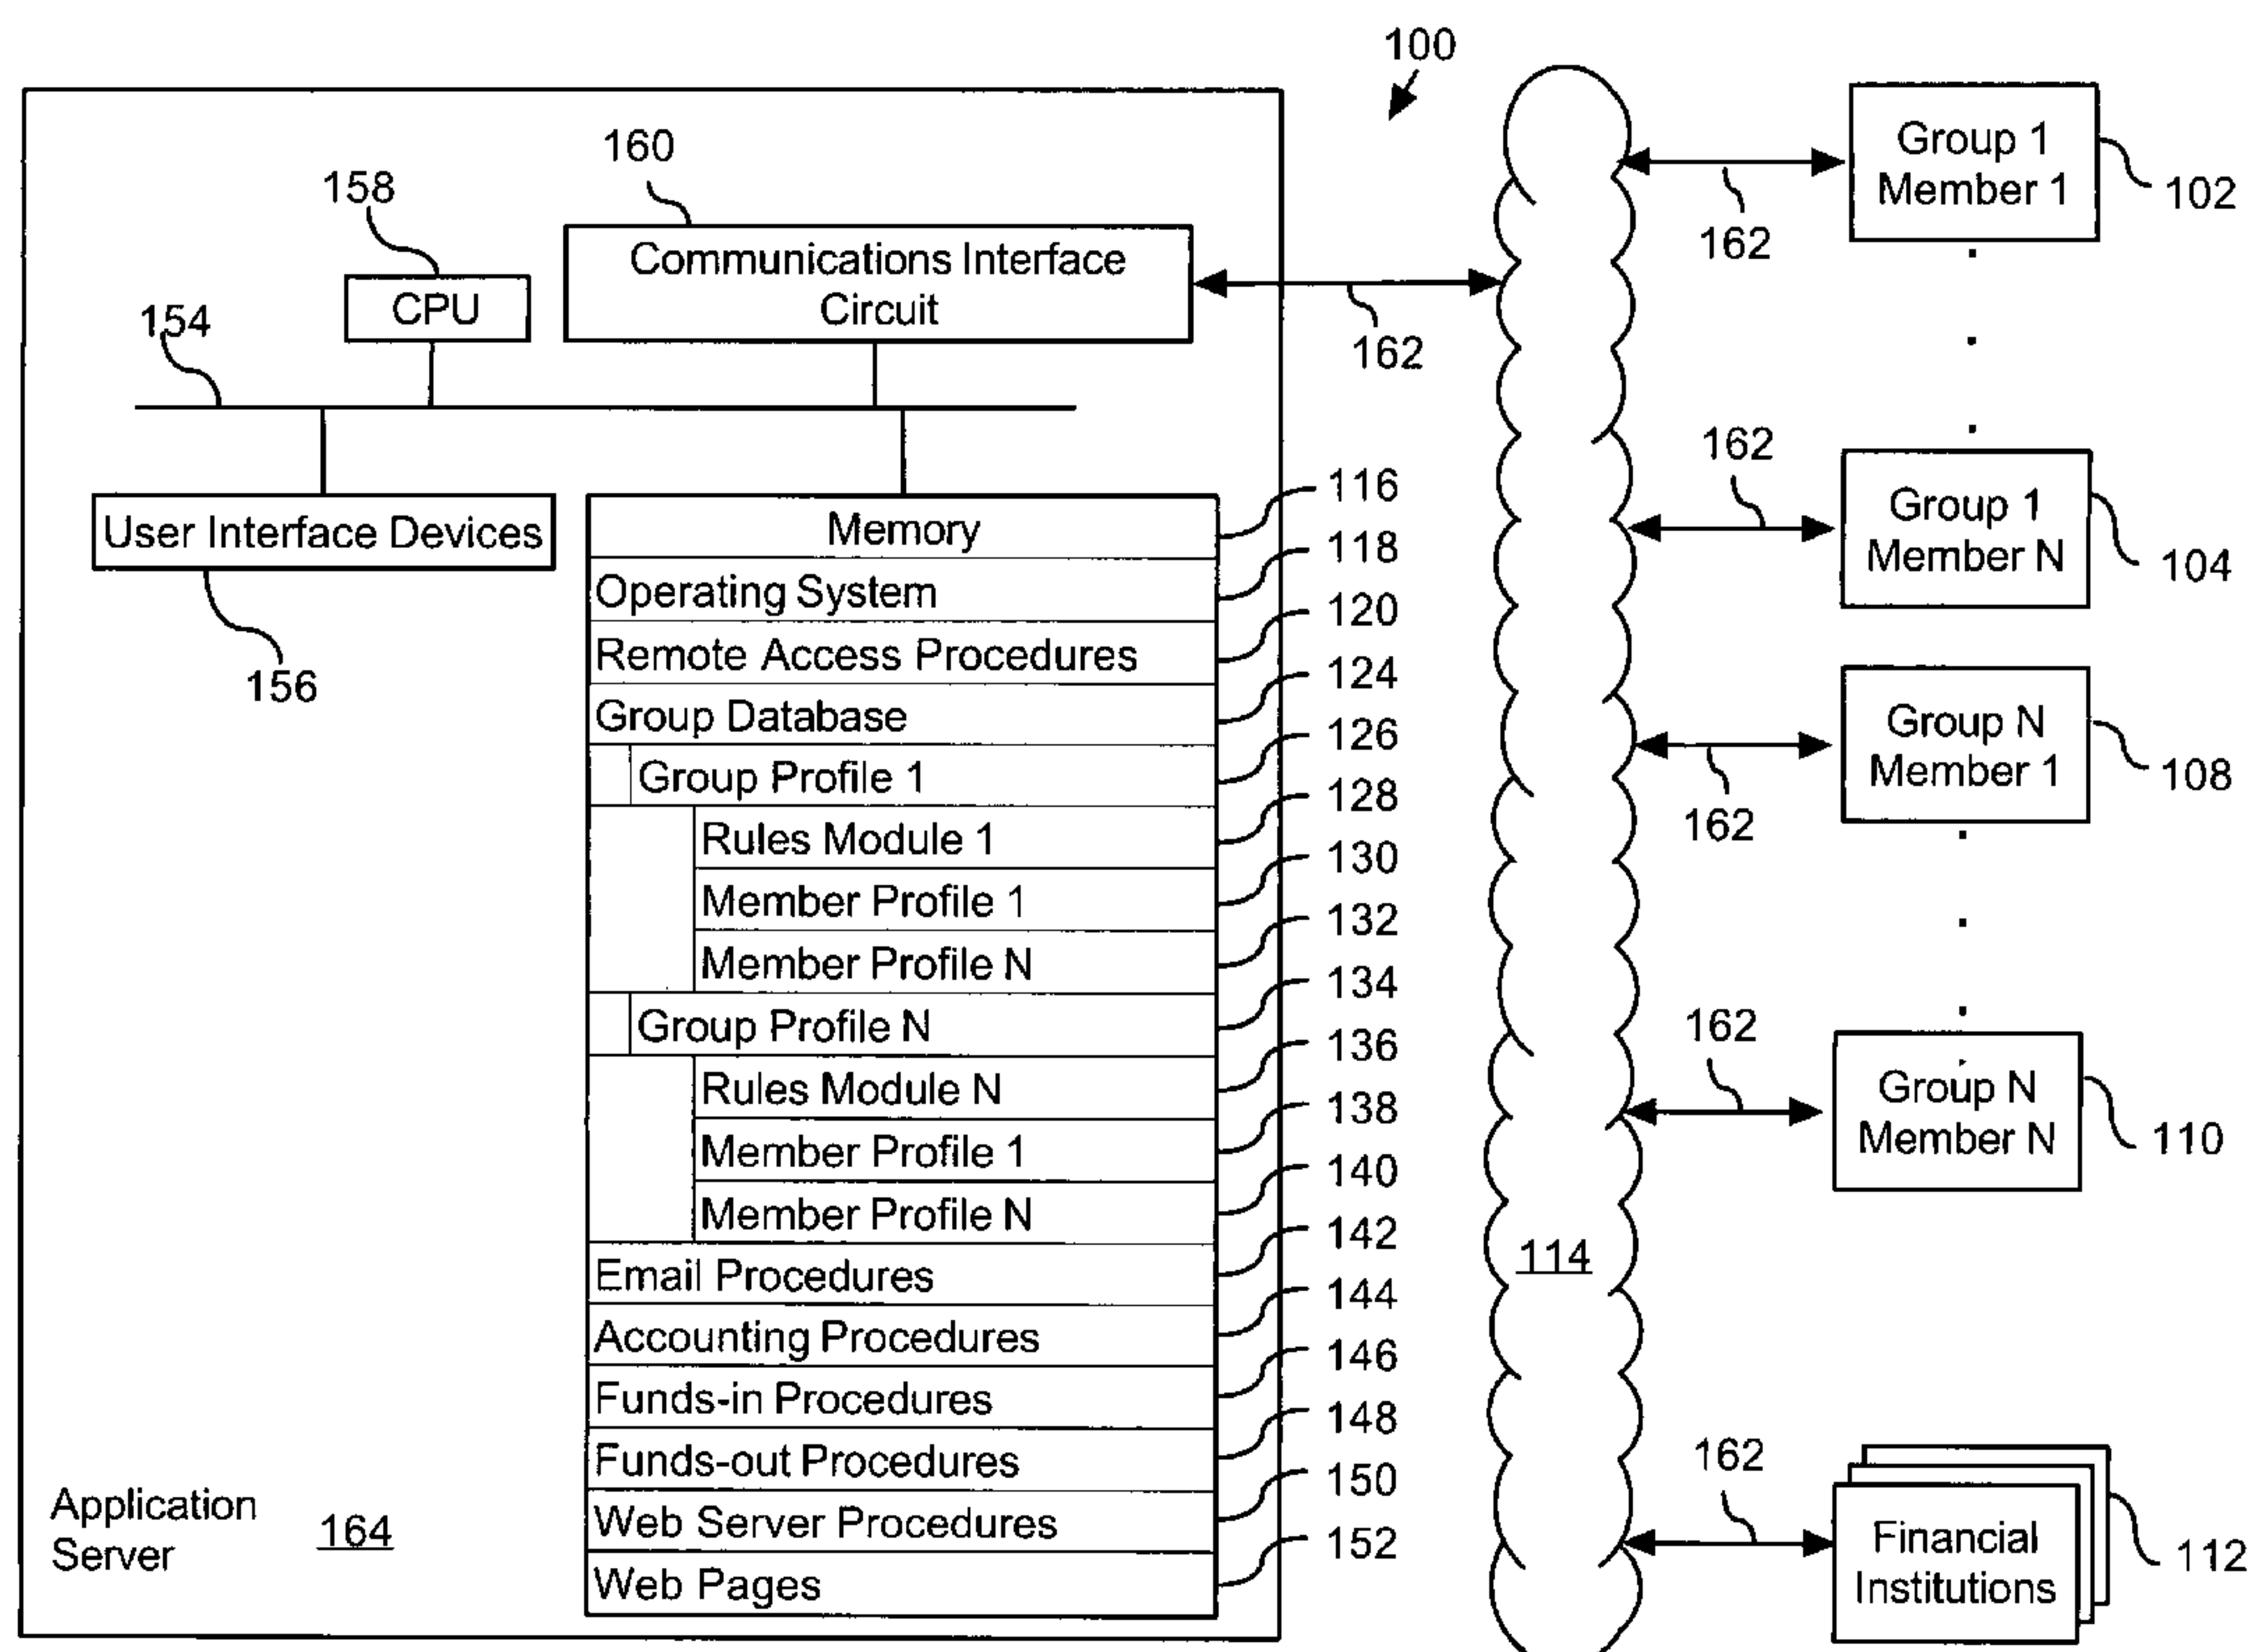 100
160
158
154
CPU
Communications Interface
Circuit
162
User Interface Devices
156
Memory
116
Operating System
118
Remote Access Procedures
120
Group Database
124
Group Profile 1
126
Rules Module 1
128
Member Profile 1
130
Member Profile N
132
Group Profile N
134
Rules Module N
136
Member Profile 1
138
Member Profile N
140
Email Procedures
142
Accounting Procedures
144
Funds-in Procedures
146
Funds-out Procedures
148
Web Server Procedures
150
Web Pages
152
Application
Server
164
114
Group 1
Member 1
102
162
162
Group 1
Member N
104
Group N
Member 1
108
162
162
Group N
Member N
110
162
Financial
Institutions
112